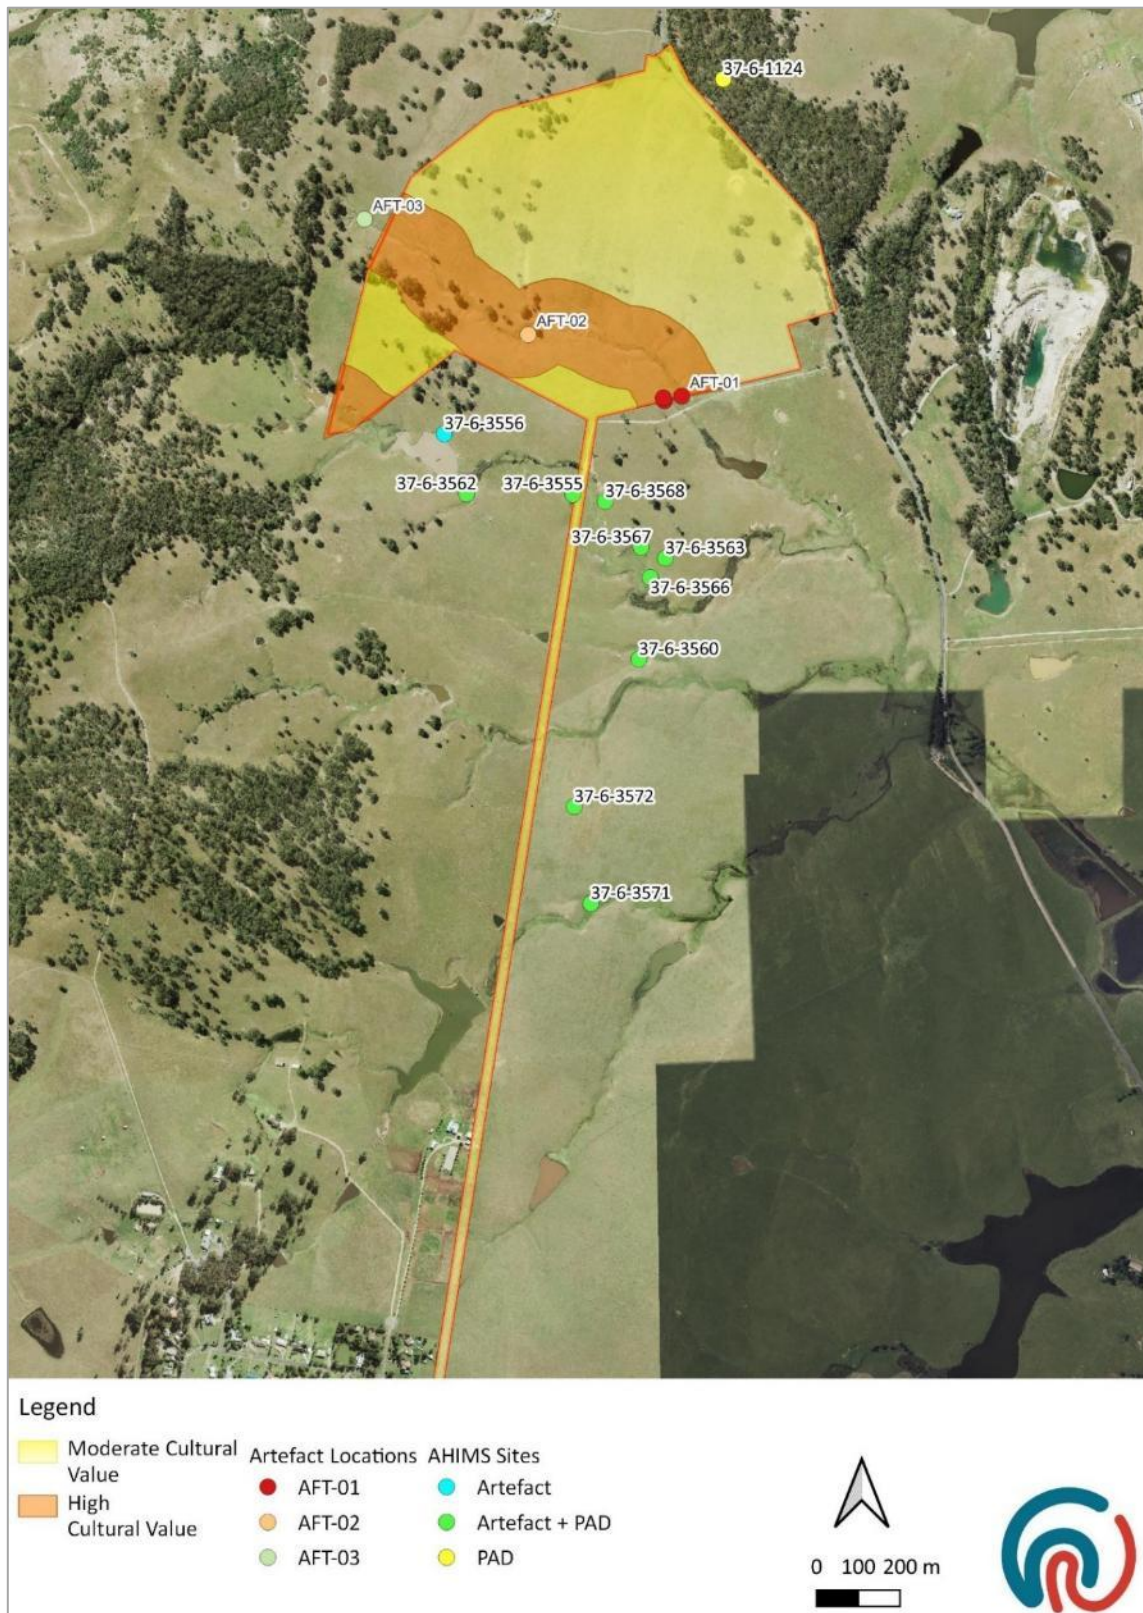 37-6-1124
AFT-03
AFT-02
AFT-01
37-6-3556
37-6-3562
37-6-3555
37-6-3568
37-6-3567
37-6-3563
37-6-3566
37-6-3560
37-6-3572
37-6-3571
Legend
Moderate Cultural
Value
High
Cultural Value
Artefact Locations
AFT-01
AFT-02
AFT-03
AHIMS Sites
Artefact
Artefact + PAD
PAD
0 100 200 m